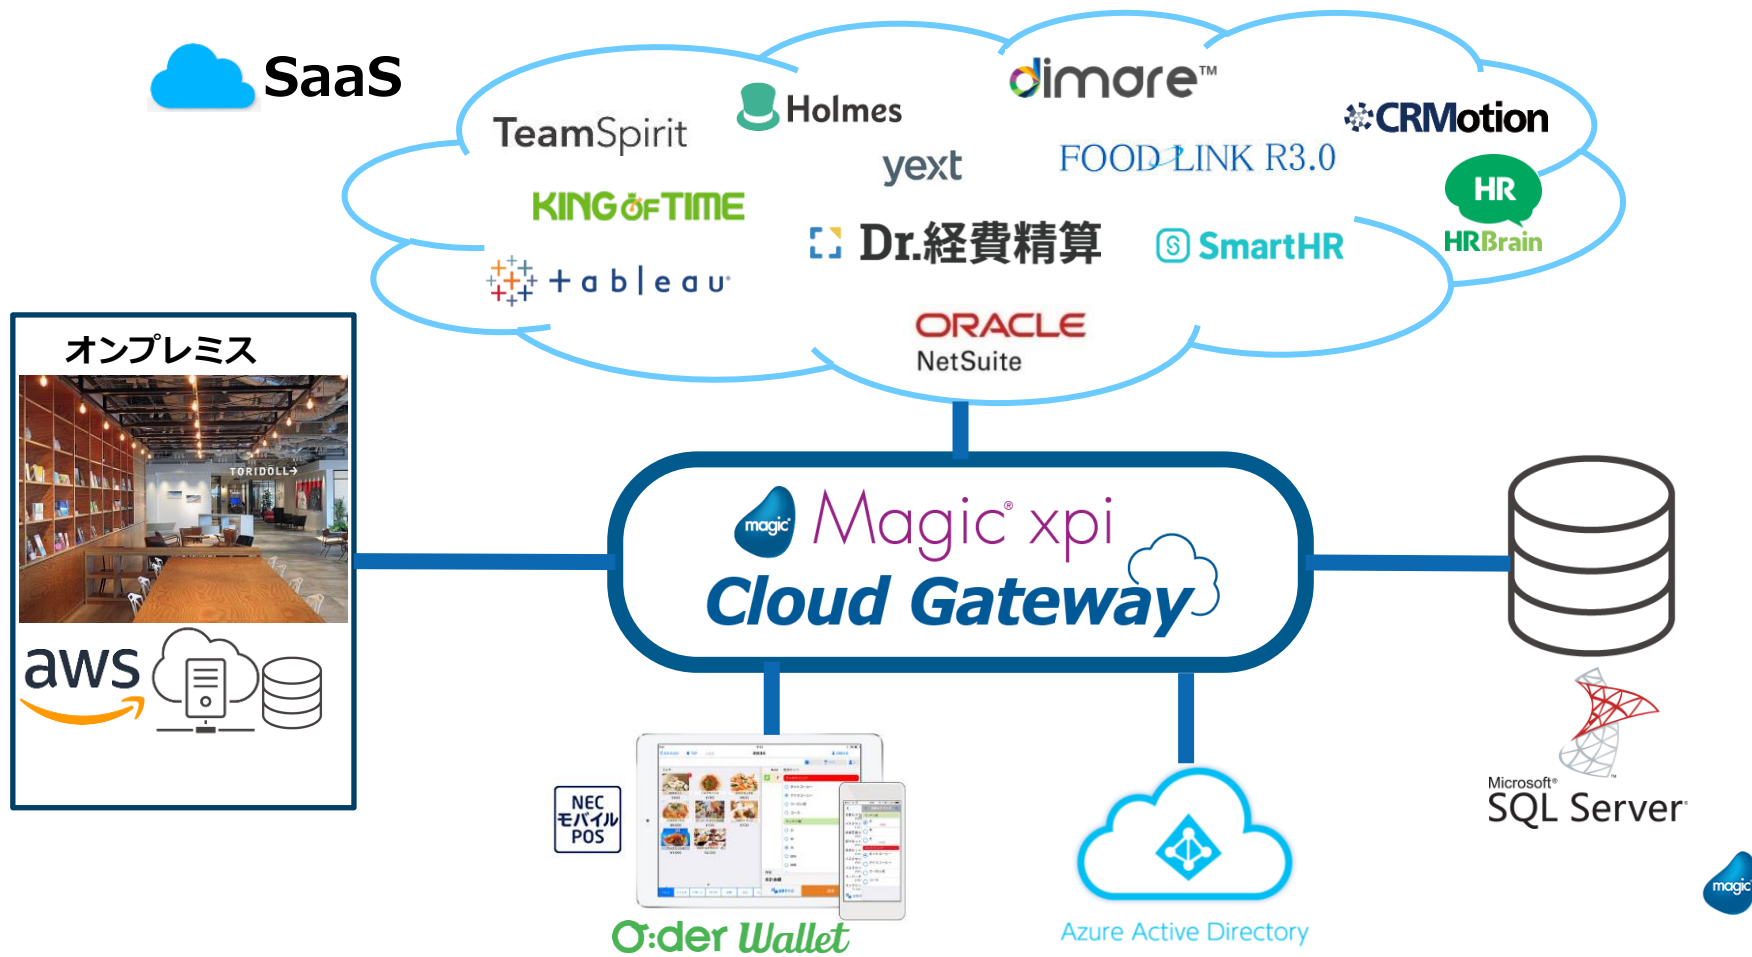 SaaS
dimare™
Holmes
CRMotion
TeamSpirit
yext
FOOD LINK R3.0
HR
HRBrain
KING OF TIME
Dr.経費精算
SmartHR
+ableau®
ORACLE
NetSuite
オンプレミス
TORIDOLL
aws
magic®
Magic® xpi
Cloud Gateway
NEC
モバイル
POS
O:der Wallet
Azure Active Directory
Microsoft®
SQL Server®
magic®